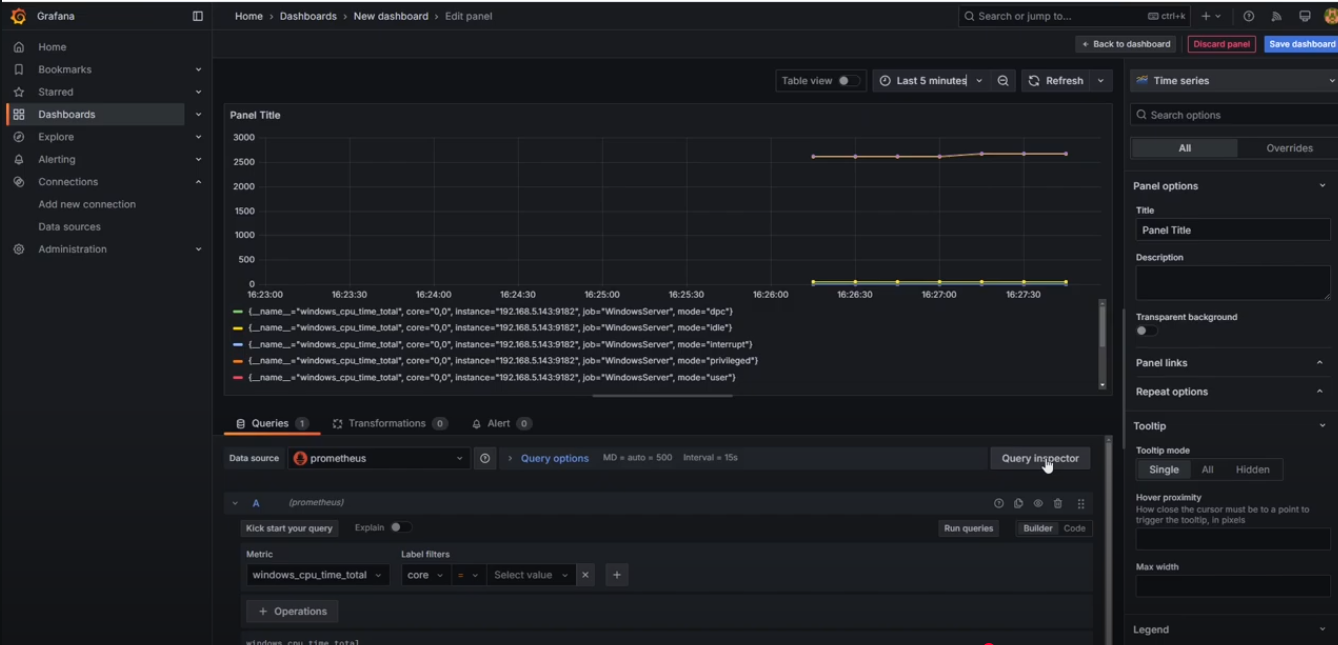 Grafana
Home › Dashboards › New dashboard › Edit panel
Search or jump to...
ctrl+k
Back to dashboard
Discard panel
Save dashboard
Home
Bookmarks
Starred
Dashboards
Explore
Alerting
Connections
Add new connection
Data sources
Administration
Table view
Last 5 minutes
Refresh
Panel Title
3000
2500
2000
1500
1000
500
0
16:23:00 16:23:30 16:24:00 16:24:30 16:25:00 16:25:30 16:26:00 16:26:30 16:27:00 16:27:30
{__name__="windows_cpu_time_total", core="0,0", instance="192.168.5.143:9182", job="WindowsServer", mode="dpc"}
{__name__="windows_cpu_time_total", core="0,0", instance="192.168.5.143:9182", job="WindowsServer", mode="idle"}
{__name__="windows_cpu_time_total", core="0,0", instance="192.168.5.143:9182", job="WindowsServer", mode="interrupt"}
{__name__="windows_cpu_time_total", core="0,0", instance="192.168.5.143:9182", job="WindowsServer", mode="privileged"}
{__name__="windows_cpu_time_total", core="0,0", instance="192.168.5.143:9182", job="WindowsServer", mode="user"}
Queries 1 Transformations 0 Alert 0
Data source prometheus Query options MD = auto = 500 Interval = 15s Query inspector
A (prometheus)
Kick start your query Explain Run queries Builder Code
Metric Label filters
windows_cpu_time_total core = Select value
+ Operations
windows_cpu_time_total
Time series
Search options
All Overrides
Panel options
Title
Panel Title
Description
Transparent background
Panel links
Repeat options
Tooltip
Tooltip mode
Single All Hidden
Hover proximity
How close the cursor must be to a point to
trigger the tooltip, in pixels
Max width
Legend